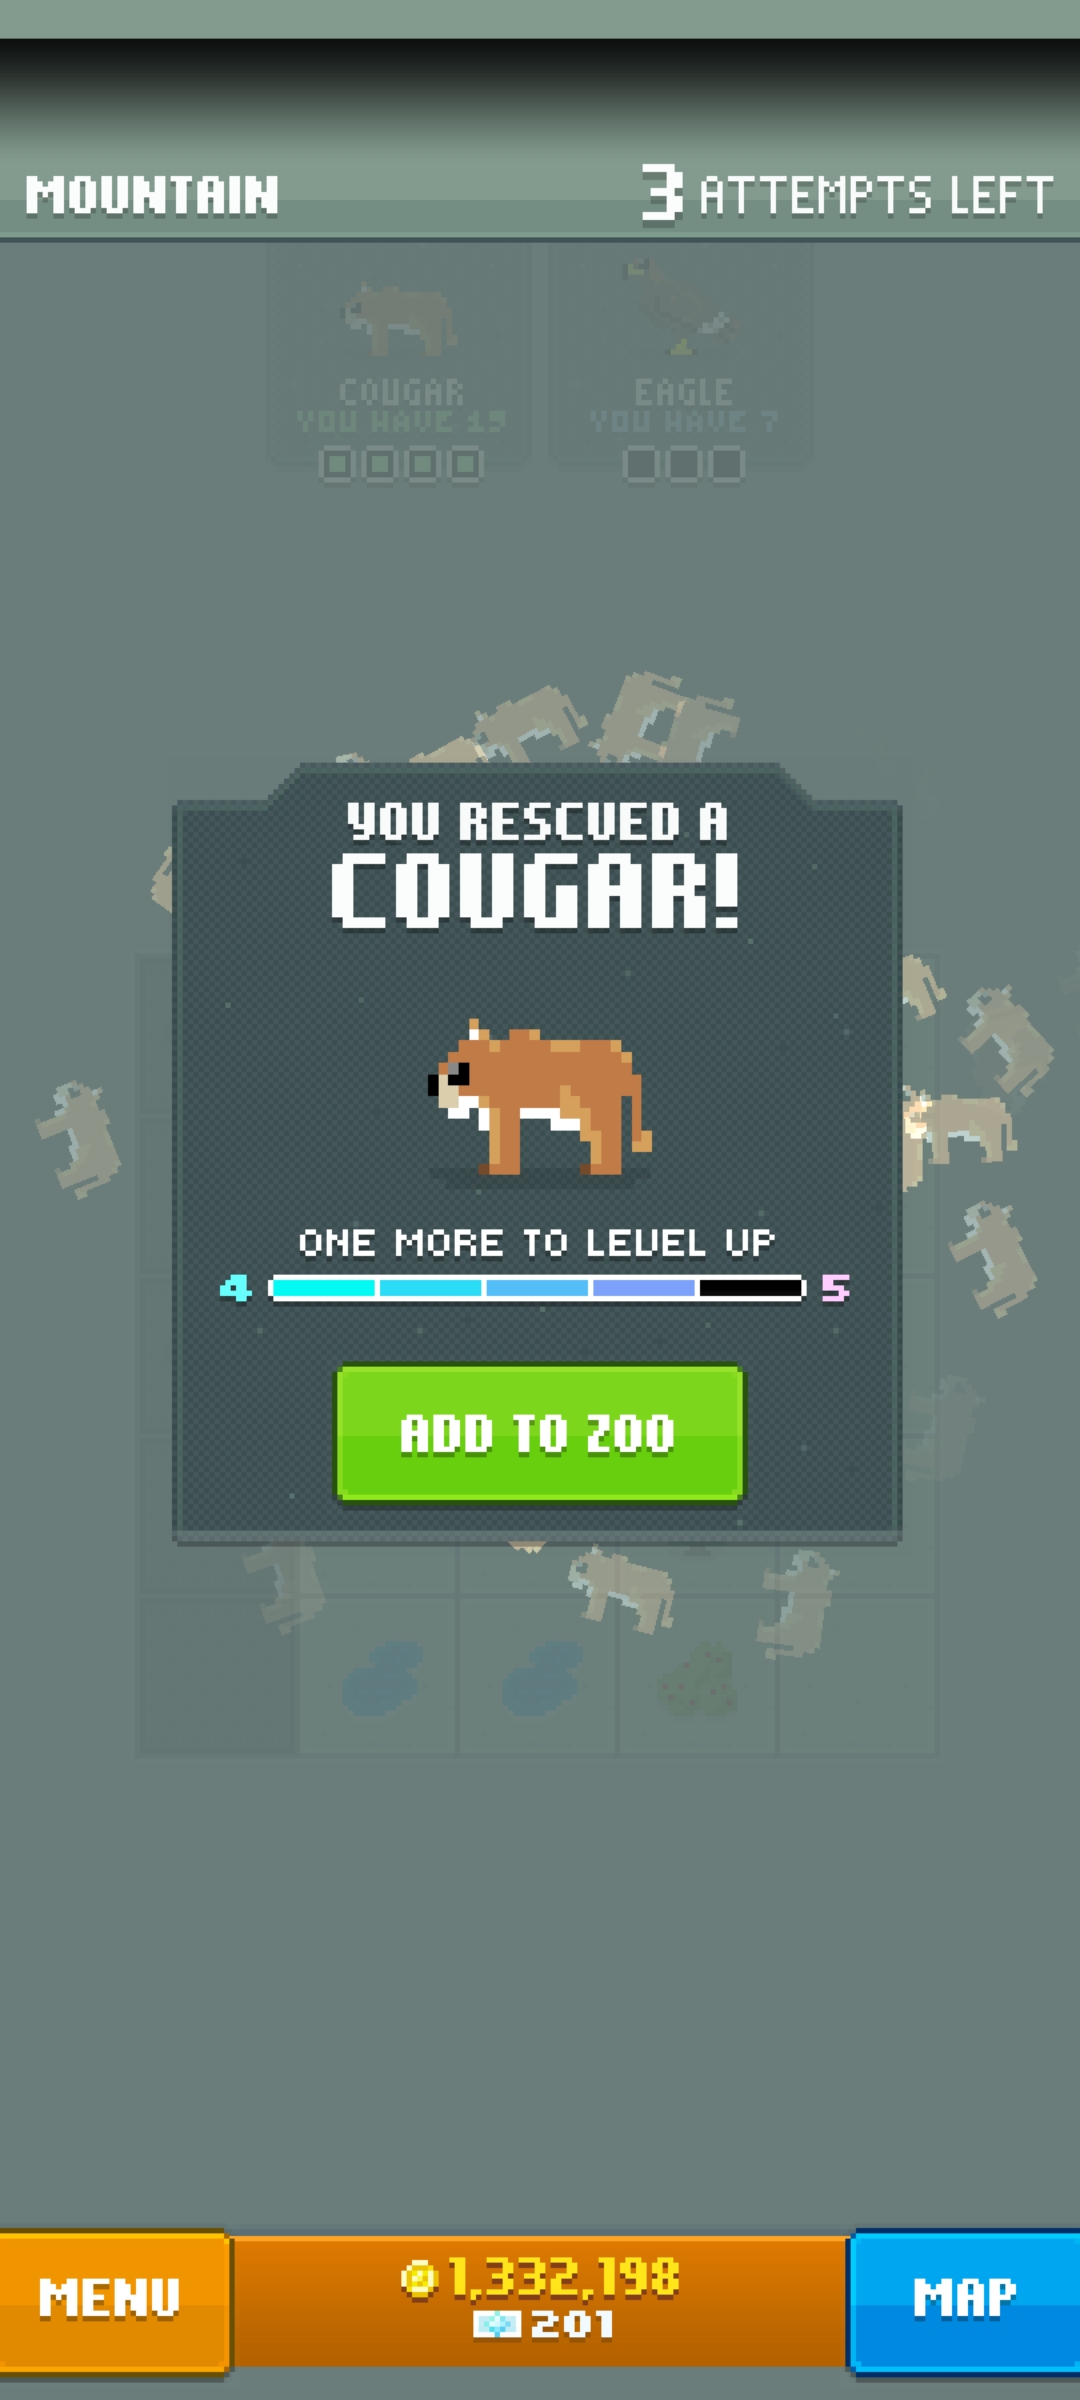 MOUNTAIN
3 ATTEMPTS LEFT
COUGAR
YOU HAVE 19
EAGLE
YOU HAVE 7
YOU RESCUED A
COUGAR!
ONE MORE TO LEVEL UP
4
5
ADD TO ZOO
MENU
1,332,198
201
MAP